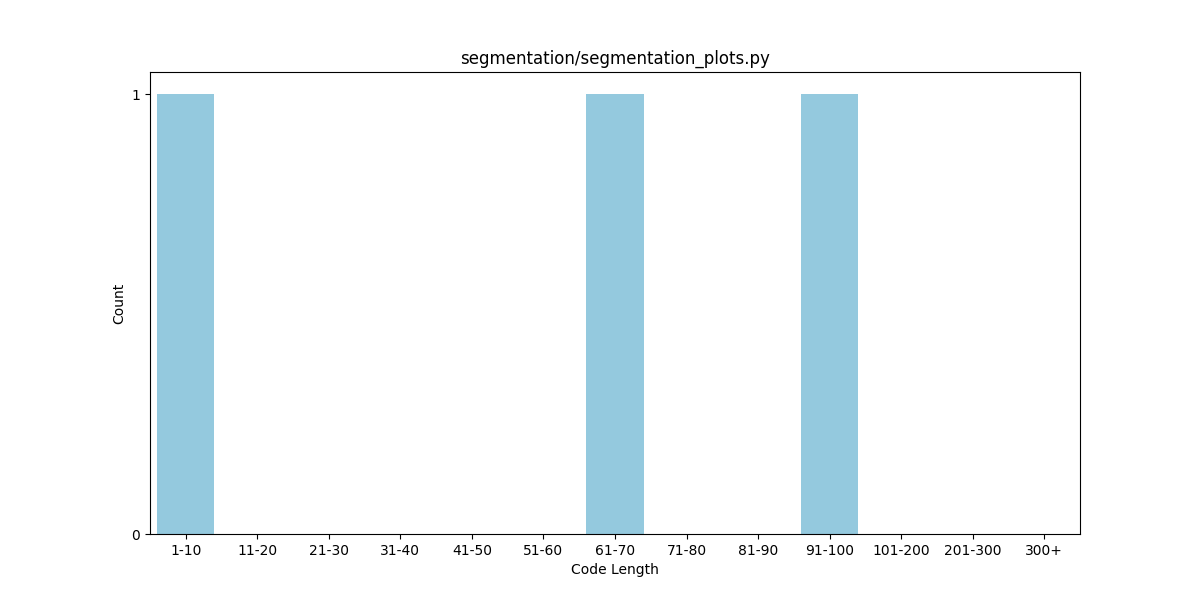 segmentation/segmentation_plots.py
1
Count
0
1-10 11-20 21-30 31-40 41-50 51-60 61-70 71-80 81-90 91-100 101-200 201-300 300+
Code Length